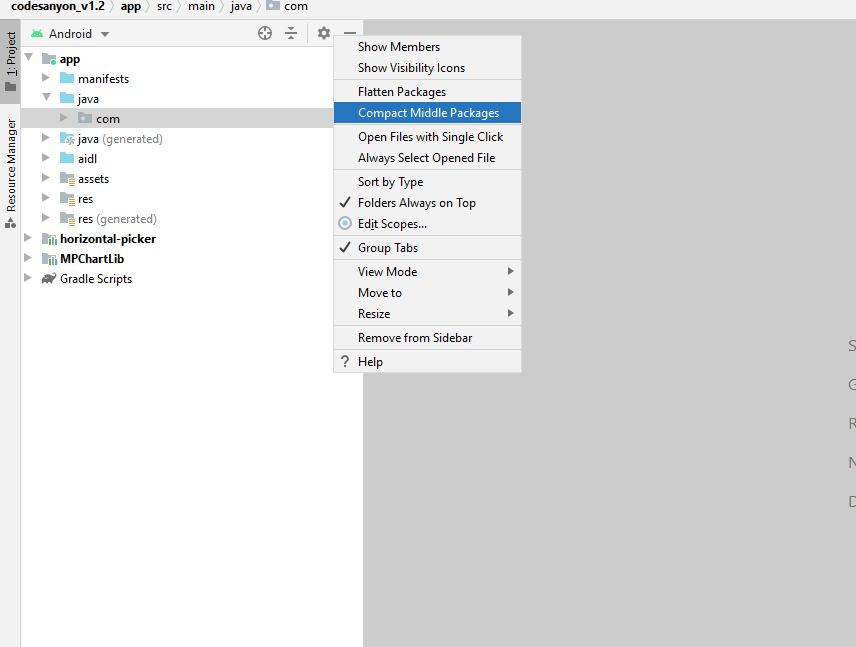 codesanyon_v1.2 app src main java com
Android
1: Project
Resource Manager
app
manifests
java
com
java (generated)
aidl
assets
res
res (generated)
horizontal-picker
MPChartLib
Gradle Scripts
Show Members
Show Visibility Icons
Flatten Packages
Compact Middle Packages
Open Files with Single Click
Always Select Opened File
Sort by Type
Folders Always on Top
Edit Scopes...
Group Tabs
View Mode
Move to
Resize
Remove from Sidebar
? Help
S
G
R
N
D